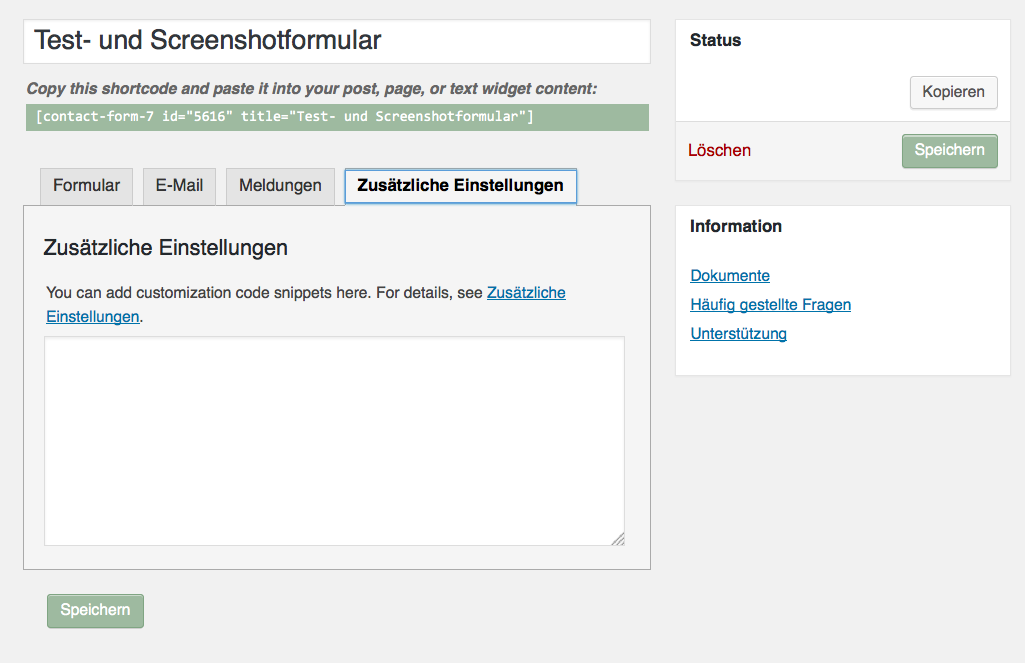 Test- und Screenshotformular
Copy this shortcode and paste it into your post, page, or text widget content:
[contact-form-7 id="5616" title="Test- und Screenshotformular"]
Formular
E-Mail
Meldungen
Zusätzliche Einstellungen
Zusätzliche Einstellungen
You can add customization code snippets here. For details, see Zusätzliche
Einstellungen.
Speichern
Status
Kopieren
Löschen
Speichern
Information
Dokumente
Häufig gestellte Fragen
Unterstützung